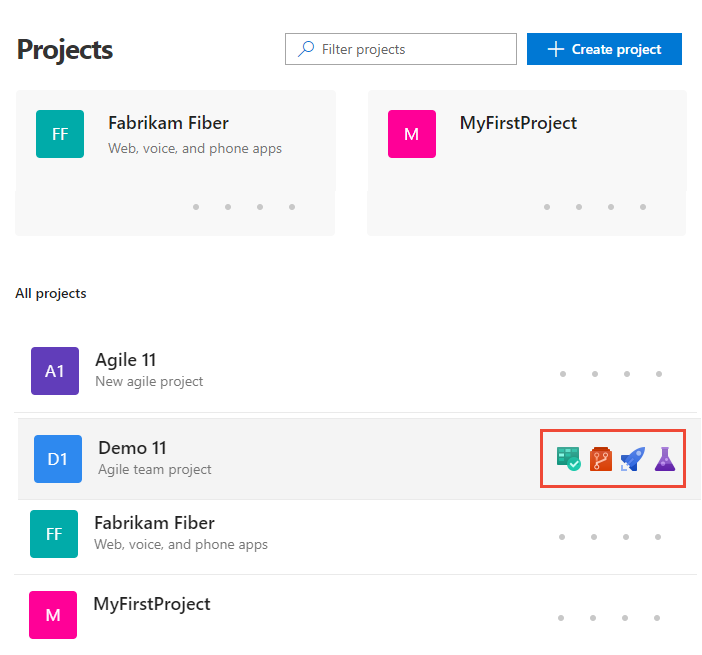 Projects
Filter projects
Create project
FF
Fabrikam Fiber
Web, voice, and phone apps
M
MyFirstProject
All projects
A1
Agile 11
New agile project
D1
Demo 11
Agile team project
FF
Fabrikam Fiber
Web, voice, and phone apps
M
MyFirstProject